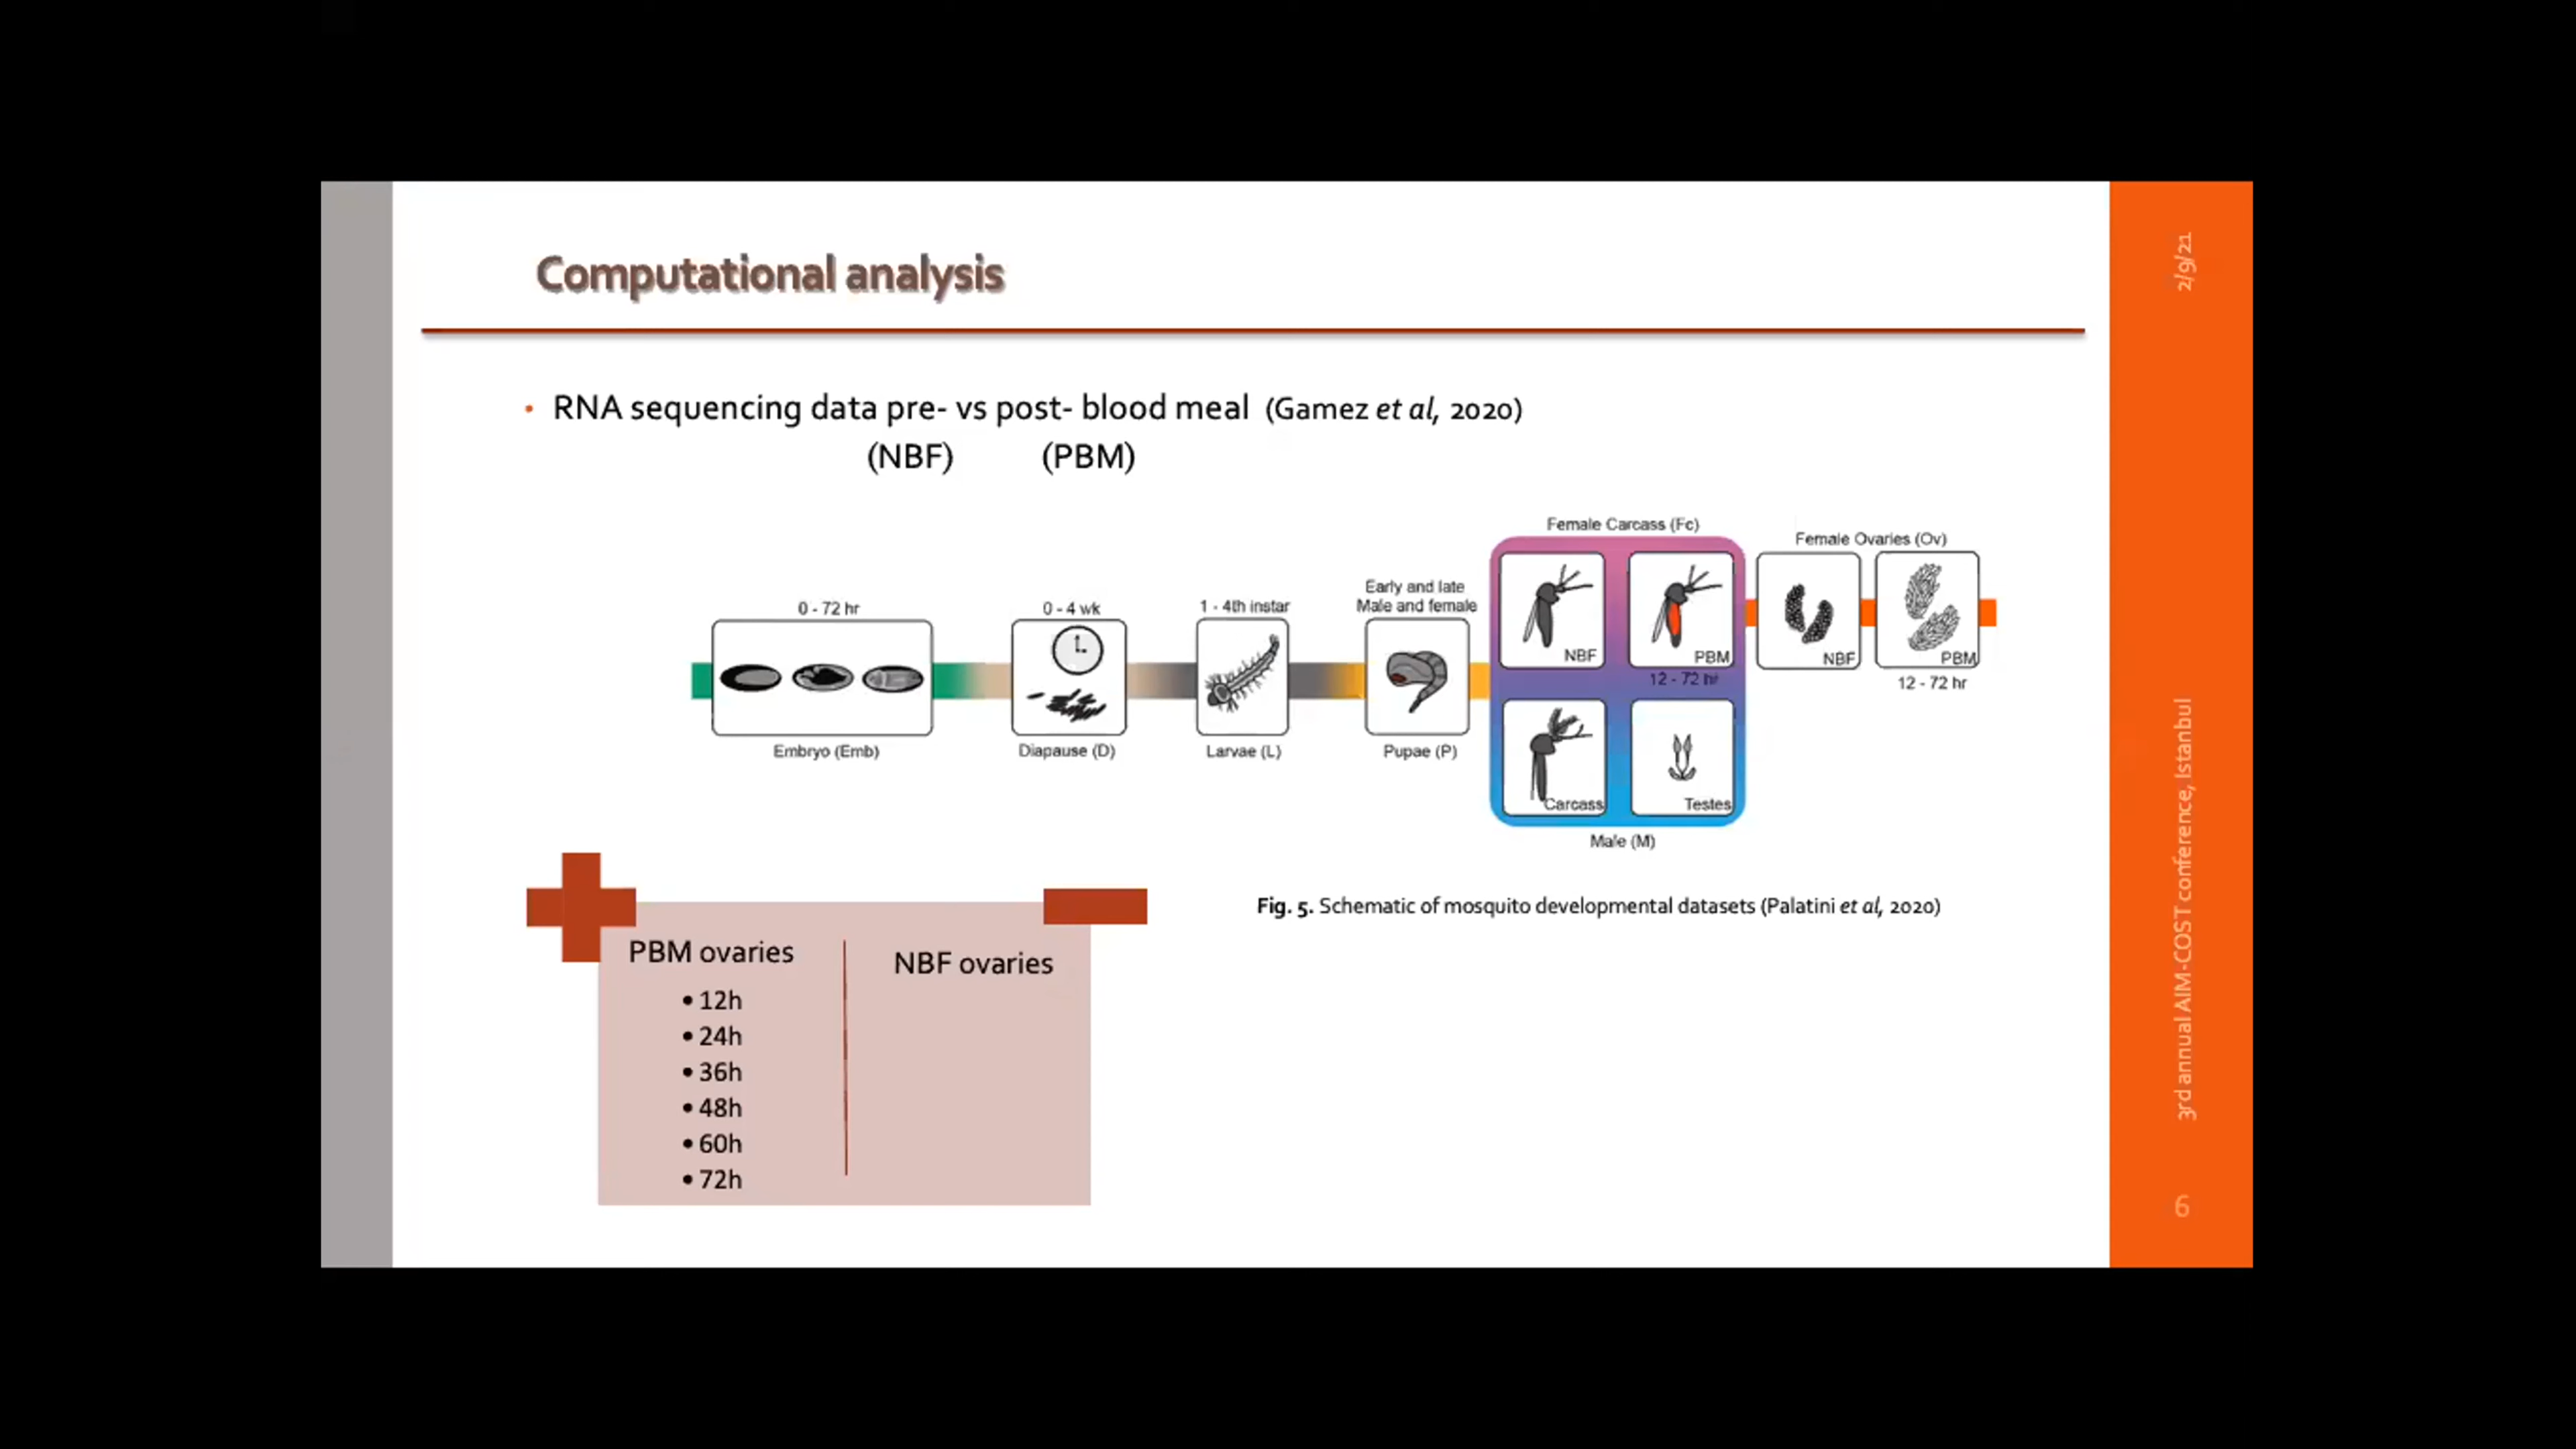 Computational analysis
• RNA sequencing data pre- vs post- blood meal (Gamez et al, 2020)
(NBF) (PBM)
0 - 72 hr
Embryo (Emb)
0 - 4 wk
Diapause (D)
1 - 4th instar
Larvae (L)
Early and late
Male and female
Pupae (P)
Female Carcass (Fc)
NBF
PBM
12 - 72 hr
Carcass
Testes
Male (M)
Female Ovaries (Ov)
NBF
PBM
12 - 72 hr
Fig. 5. Schematic of mosquito developmental datasets (Palatini et al, 2020)
PBM ovaries
• 12h
• 24h
• 36h
• 48h
• 60h
• 72h
NBF ovaries
2/9/21
3rd annual AIM-COST conference, Istanbul
6